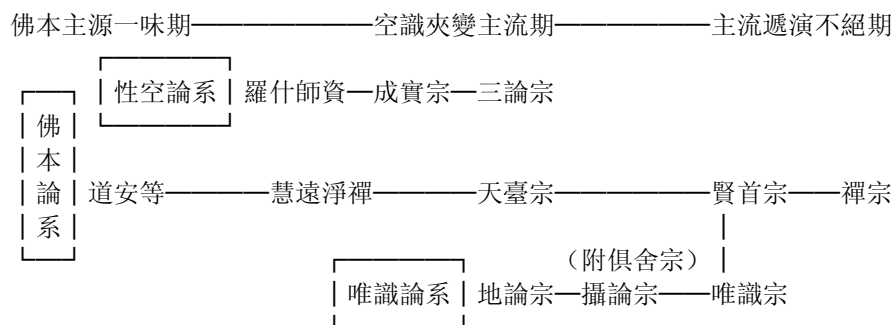 佛本主源一味期———————空識夾變主流期——————主流遞演不絕期
性空論系 羅什師資—成實宗—三論宗
佛本論系
道安等————慧遠淨禪————天臺宗——————賢首宗——禪宗
（附俱舍宗）
唯識論系 地論宗—攝論宗——唯識宗